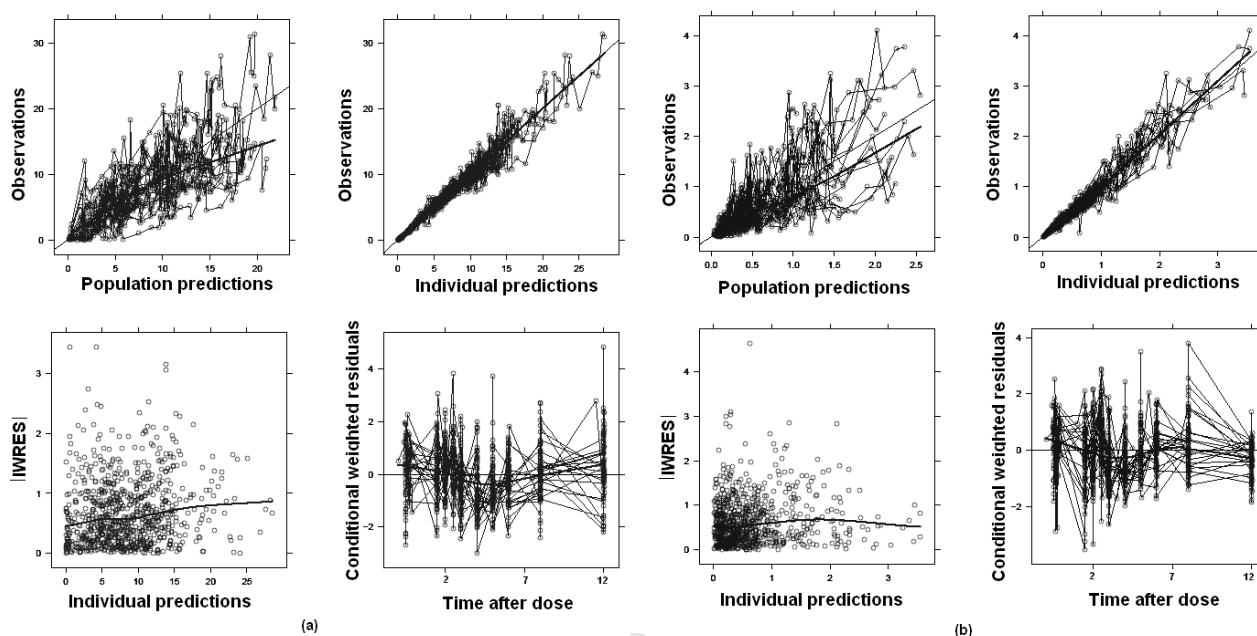 Observations
30
20
10
0
0 5 10 15 20
Population predictions
Observations
30
20
10
0
0 5 10 15 20 25
Individual predictions
Observations
4
3
2
1
0
0.0 0.5 1.0 1.5 2.0 2.5
Population predictions
Observations
4
3
2
1
0
0 1 2 3
Individual predictions
|IWRES|
3
2
1
0
0 5 10 15 20 25
Individual predictions
Conditional weighted residuals
4
2
0
-2
2 7 12
Time after dose
|IWRES|
4
3
2
1
0
0 1 2 3
Individual predictions
Conditional weighted residuals
4
2
0
-2
2 7 12
Time after dose
(a)
(b)